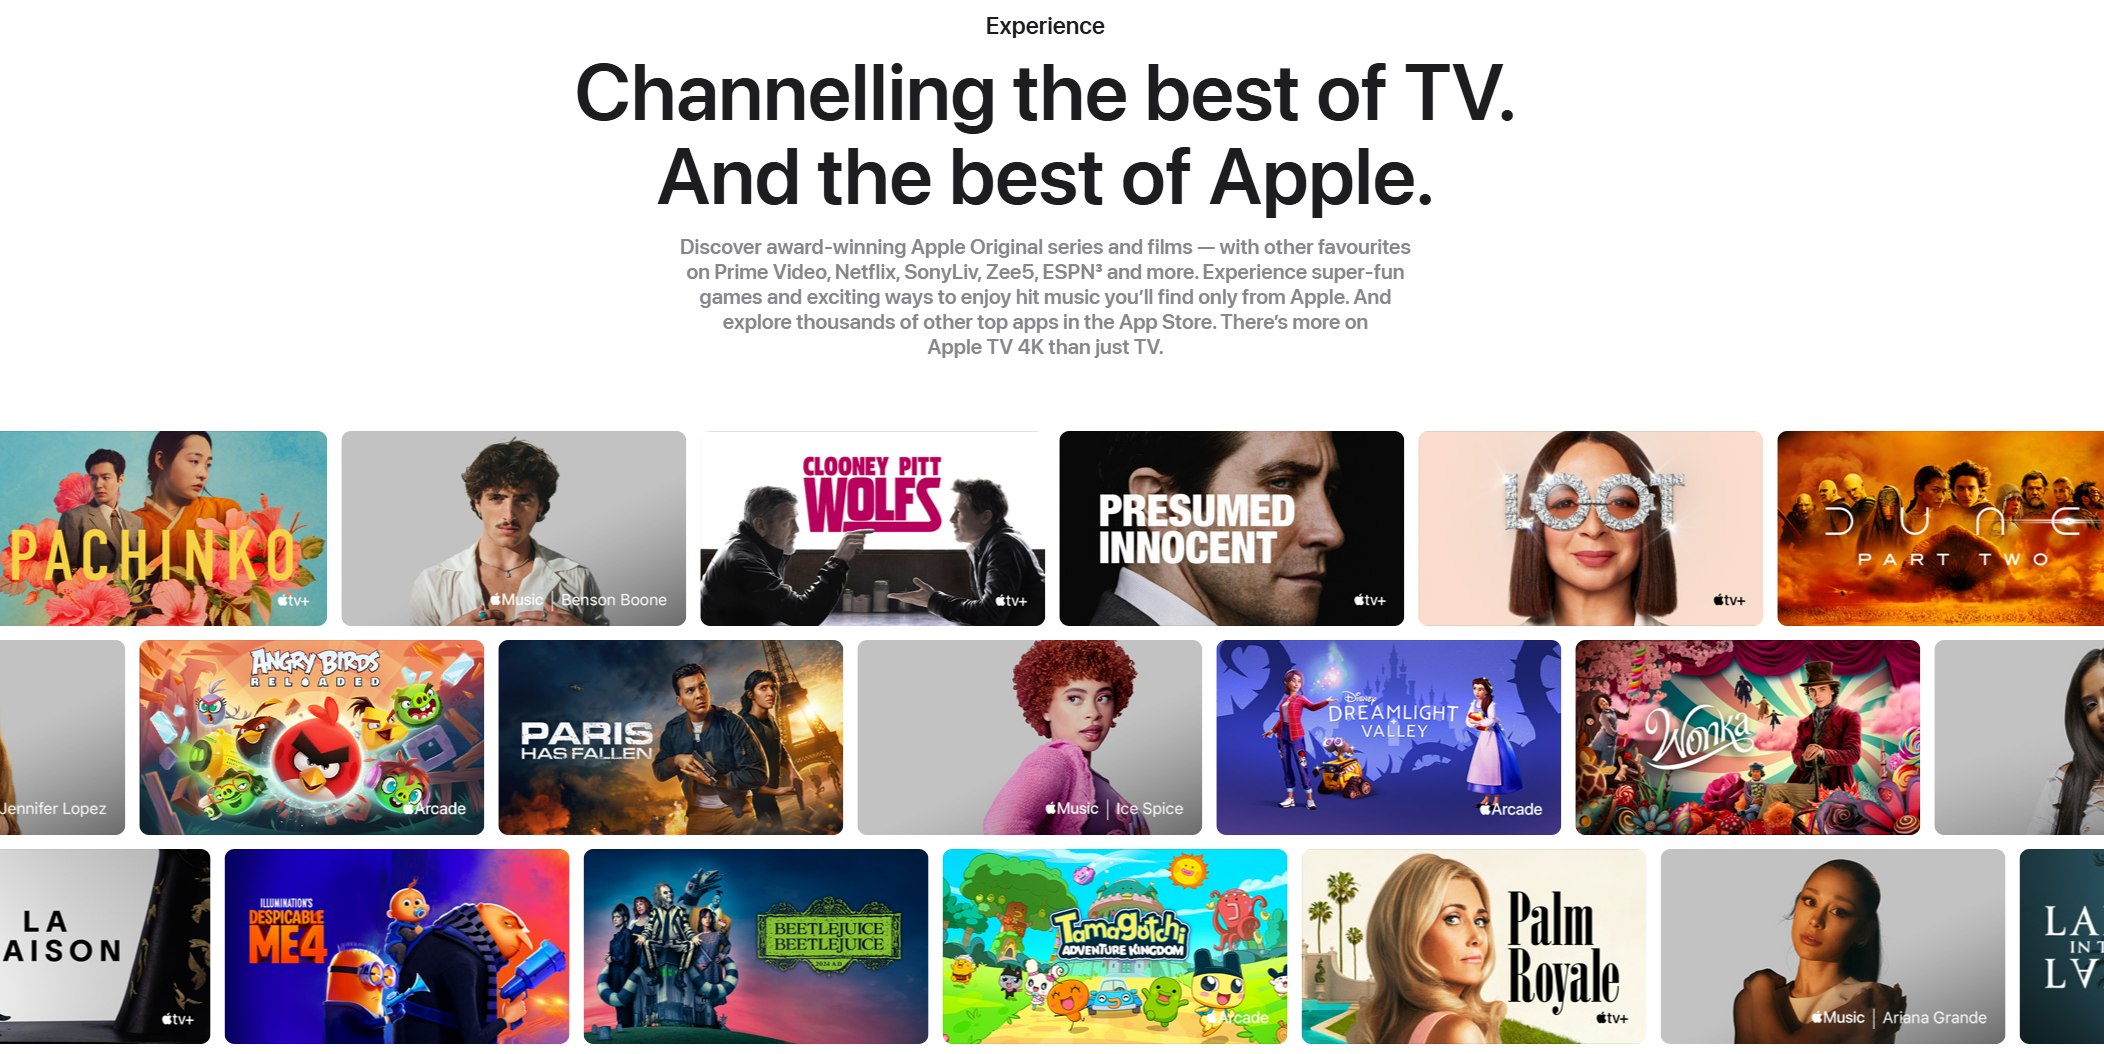 Experience
Channelling the best of TV.
And the best of Apple.
Discover award-winning Apple Original series and films — with other favourites
on Prime Video, Netflix, SonyLiv, Zee5, ESPN³ and more. Experience super-fun
games and exciting ways to enjoy hit music you’ll find only from Apple. And
explore thousands of other top apps in the App Store. There’s more on
Apple TV 4K than just TV.
PACHINKO
tv+
Music | Benson Boone
CLOONEY PITT
WOLFS
tv+
PRESUMED
INNOCENT
tv+
LOOT
tv+
DUNE
PART TWO
Jennifer Lopez
ANGRY BIRDS
RELOADED
Arcade
PARIS
HAS FALLEN
Music | Ice Spice
Disney
DREAMLIGHT
VALLEY
Arcade
Wonka
LA
AISON
tv+
ILLUMINATION'S
DESPICABLE
ME4
BEETLEJUICE
BEETLEJUICE
Tamagotchi
ADVENTURE KINGDOM
Arcade
Palm
Royale
tv+
Music | Ariana Grande
LA
IN T
LA